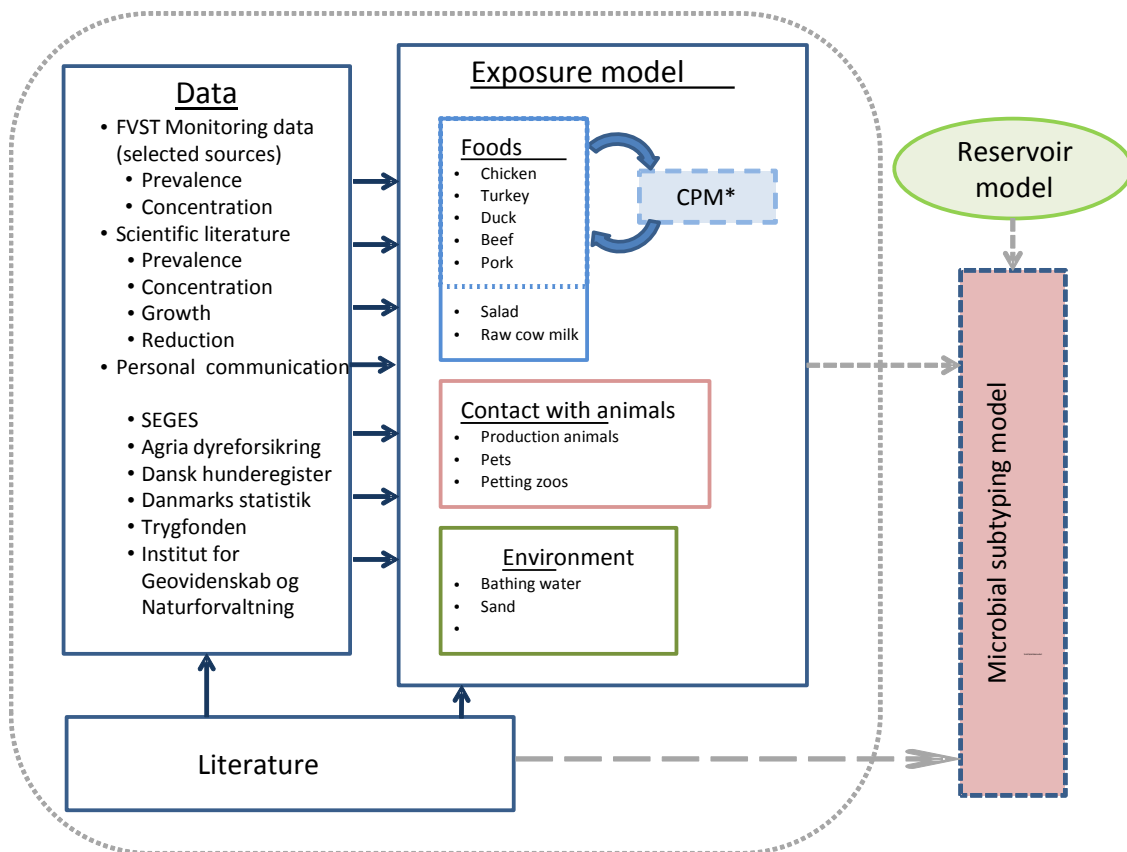 Data
• FVST Monitoring data
(selected sources)
• Prevalence
• Concentration
• Scientific literature
• Prevalence
• Concentration
• Growth
• Reduction
• Personal communication
• SEGES
• Agria dyreforsikring
• Dansk hunderegister
• Danmarks statistik
• Trygfonden
• Institut for
Geovidenskab og
Naturforvaltning
Exposure model
Foods
• Chicken
• Turkey
• Duck
• Beef
• Pork
• Salad
• Raw cow milk
CPM*
Contact with animals
• Production animals
• Pets
• Petting zoos
Environment
• Bathing water
• Sand
•
Literature
Reservoir
model
Microbial subtyping model